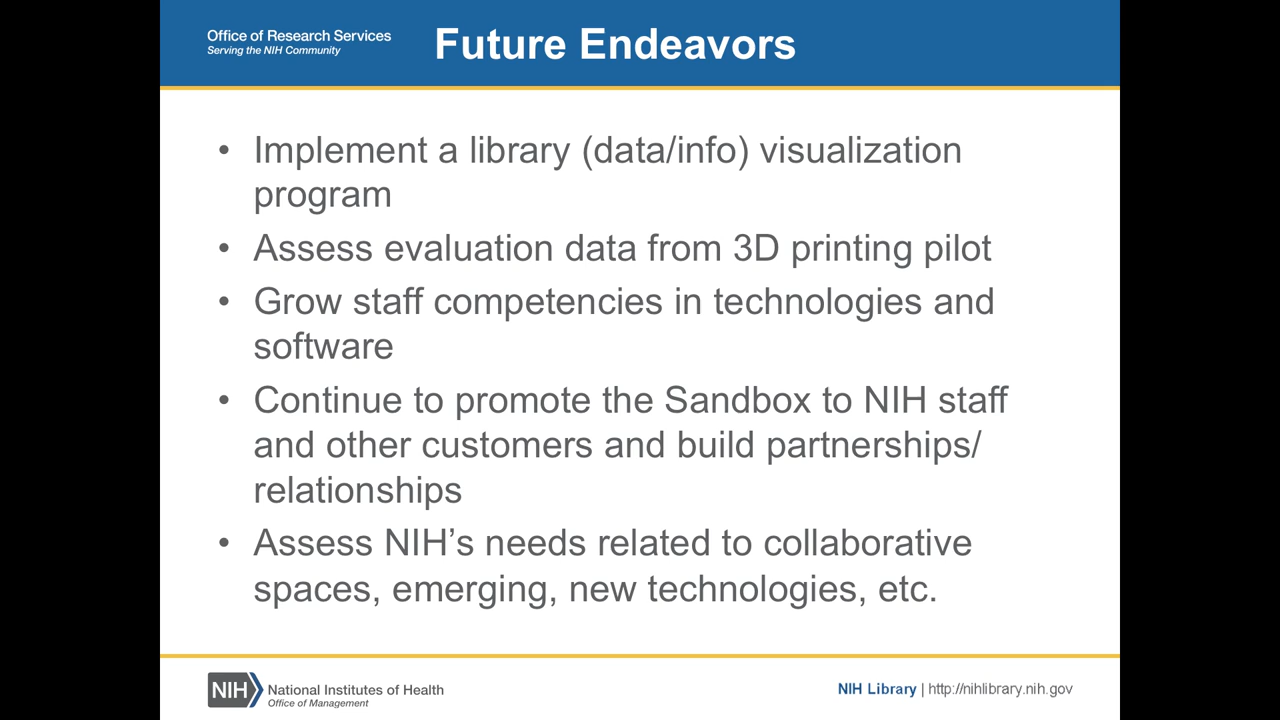 Office of Research Services
Serving the NIH Community
Future Endeavors
• Implement a library (data/info) visualization
program
• Assess evaluation data from 3D printing pilot
• Grow staff competencies in technologies and
software
• Continue to promote the Sandbox to NIH staff
and other customers and build partnerships/
relationships
• Assess NIH’s needs related to collaborative
spaces, emerging, new technologies, etc.
NIH
National Institutes of Health
Office of Management
NIH Library | http://nihlibrary.nih.gov